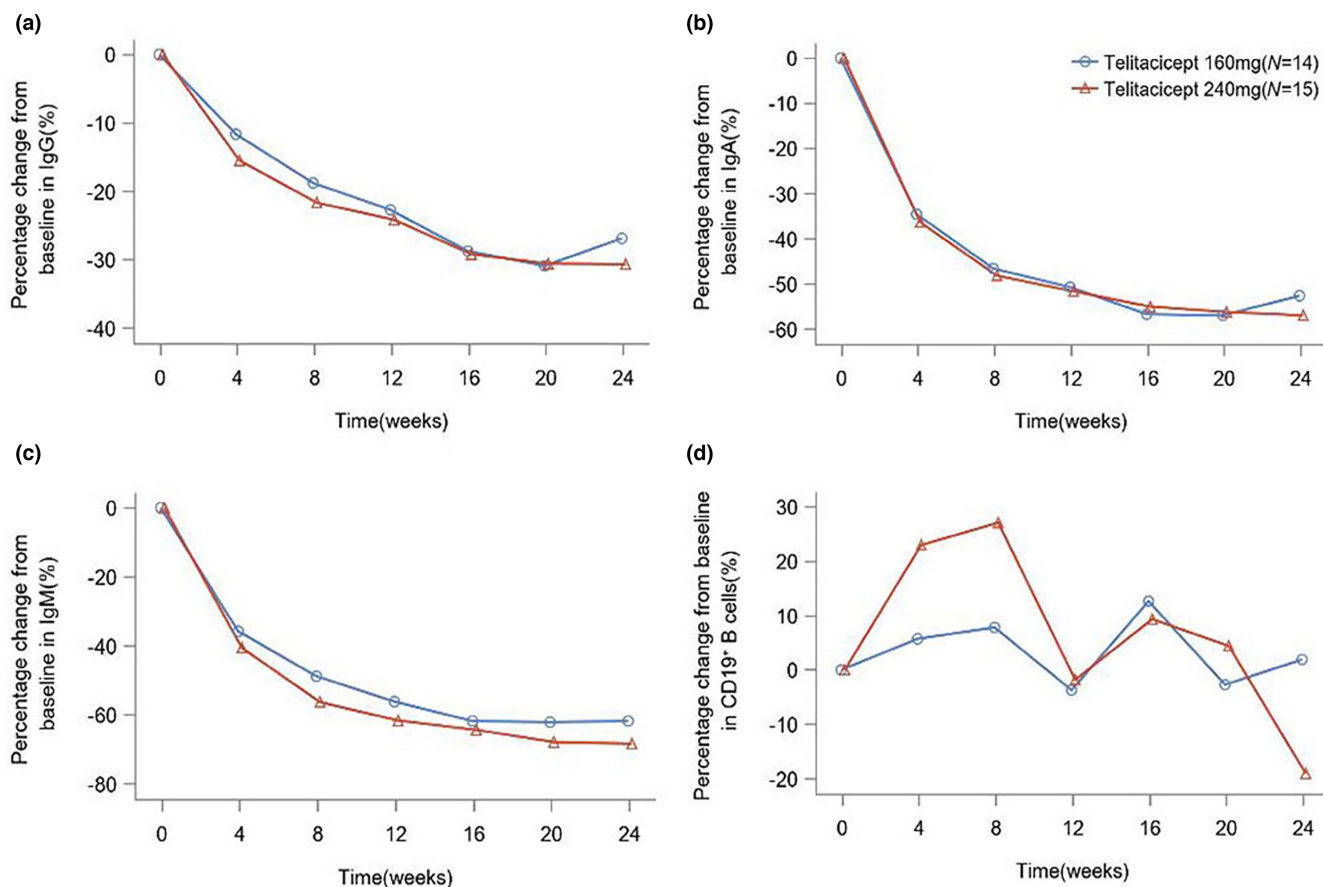 (a)
Percentage change from
baseline in IgG(%)
0
-10
-20
-30
-40
0 4 8 12 16 20 24
Time(weeks)
(b)
Percentage change from
baseline in IgA(%)
0
-10
-20
-30
-40
-50
-60
Telitacicept 160mg(N=14)
Telitacicept 240mg(N=15)
0 4 8 12 16 20 24
Time(weeks)
(c)
Percentage change from
baseline in IgM(%)
0
-20
-40
-60
-80
0 4 8 12 16 20 24
Time(weeks)
(d)
Percentage change from baseline
in CD19⁺ B cells(%)
30
20
10
0
-10
-20
0 4 8 12 16 20 24
Time(weeks)